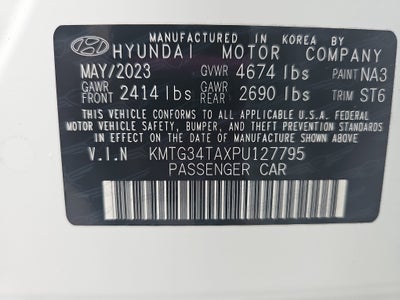 MANUFACTURED IN KOREA BY
HYUNDAI MOTOR COMPANY
MAY/2023 GVWR 4674 lbs PAINT NA3
GAWR FRONT 2414 lbs GAWR REAR 2690 lbs TRIM ST6
THIS VEHICLE CONFORMS TO ALL APPLICABLE U.S.A. FEDERAL
MOTOR VEHICLE SAFETY, BUMPER, AND THEFT PREVENTION
STANDARDS IN EFFECT ON THE DATE OF MANUFACTURE SHOWN ABOVE.
V.I.N KMTG34TAXPU127795
PASSENGER CAR